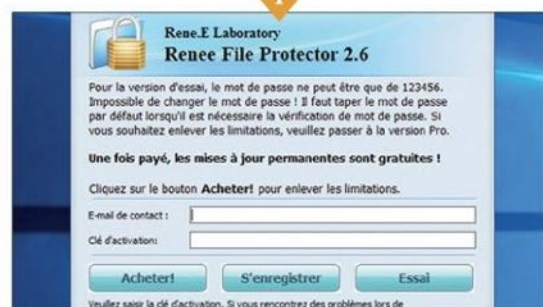 Rene.E Laboratory
Renee File Protector 2.6
Pour la version d'essai, le mot de passe ne peut être que de 123456.
Impossible de changer le mot de passe ! Il faut taper le mot de passe
par défaut lorsqu'il est nécessaire la vérification de mot de passe. Si
vous souhaitez enlever les limitations, veuillez passer à la version Pro.
Une fois payé, les mises à jour permanentes sont gratuites !
Cliquez sur le bouton Acheter! pour enlever les limitations.
E-mail de contact :
Clé d'activation:
Acheter! S'enregistrer Essai
Veuillez saisir la clé d'activation. Si vous rencontrez des problèmes lors de